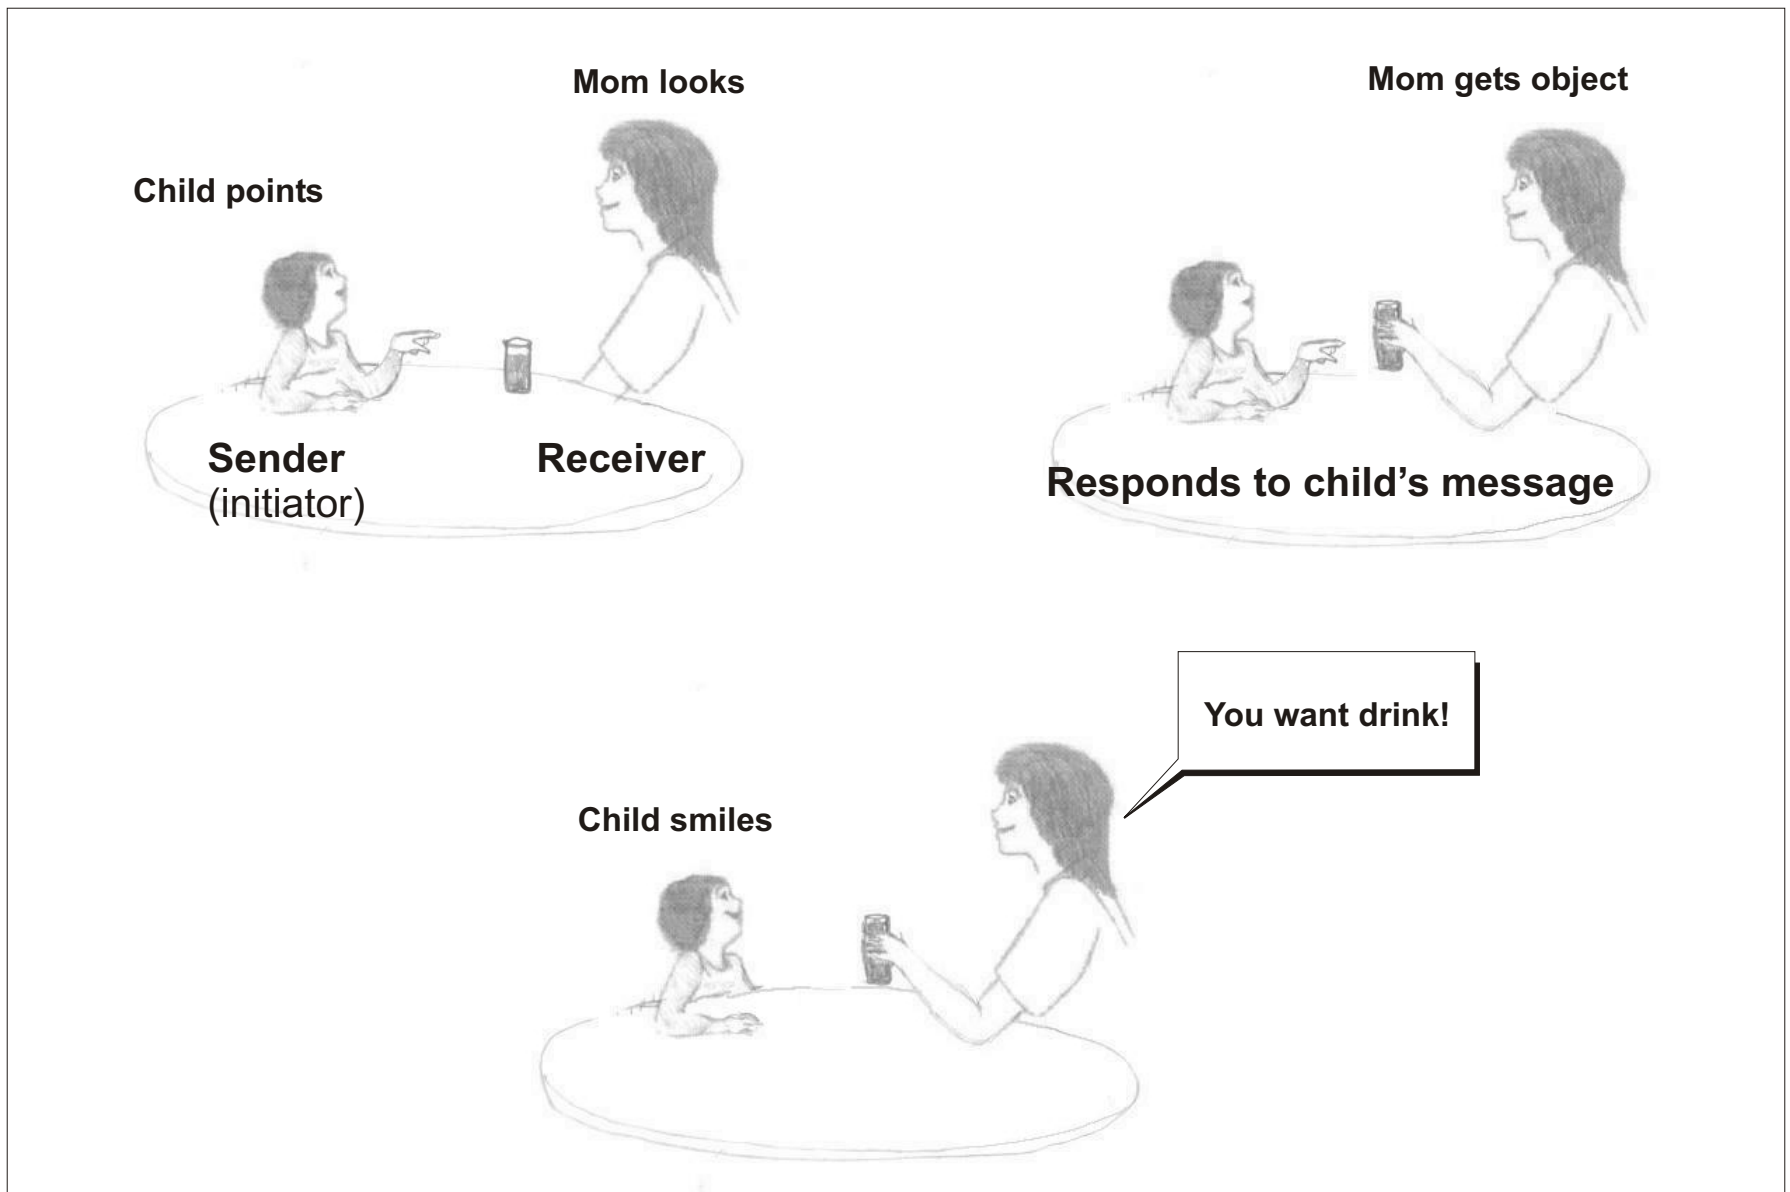 Mom looks
Child points
Sender
(initiator)
Receiver
Mom gets object
Responds to child's message
You want drink!
Child smiles